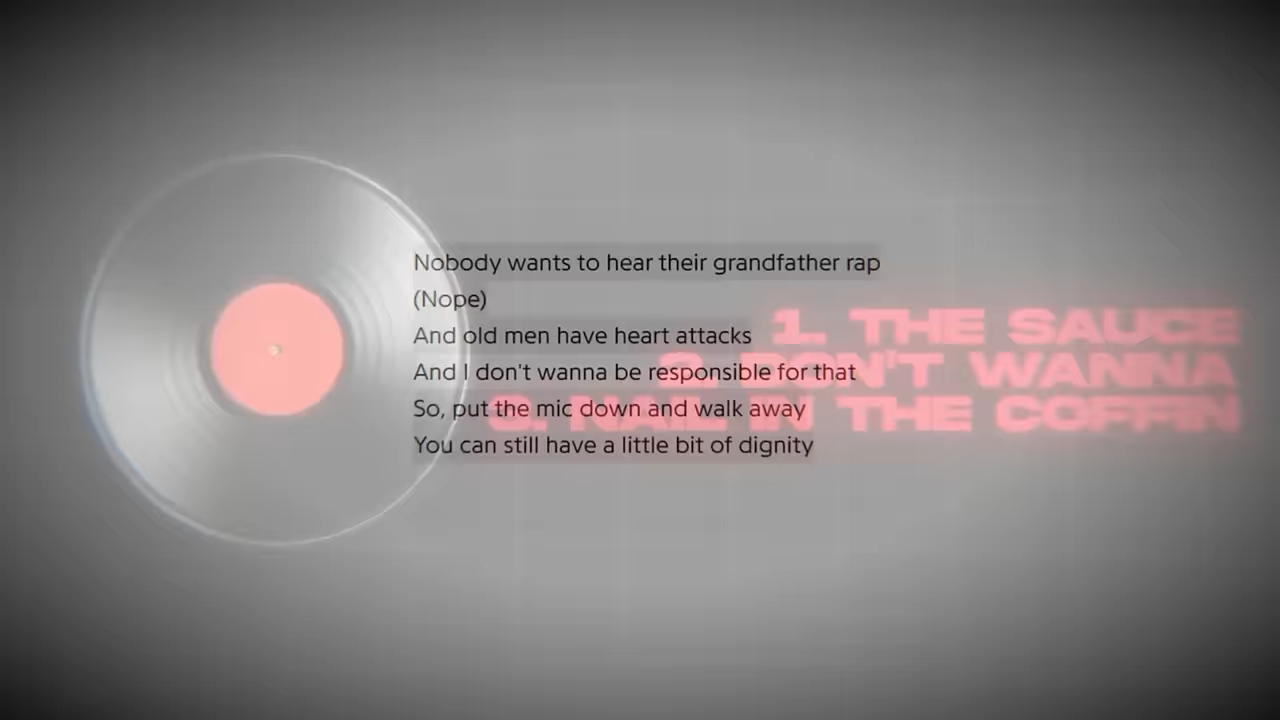 Nobody wants to hear their grandfather rap
(Nope)
And old men have heart attacks
And I don't wanna be responsible for that
So, put the mic down and walk away
You can still have a little bit of dignity
1. THE SAUCE
2. DON'T WANNA
3. NAIL IN THE COFFIN